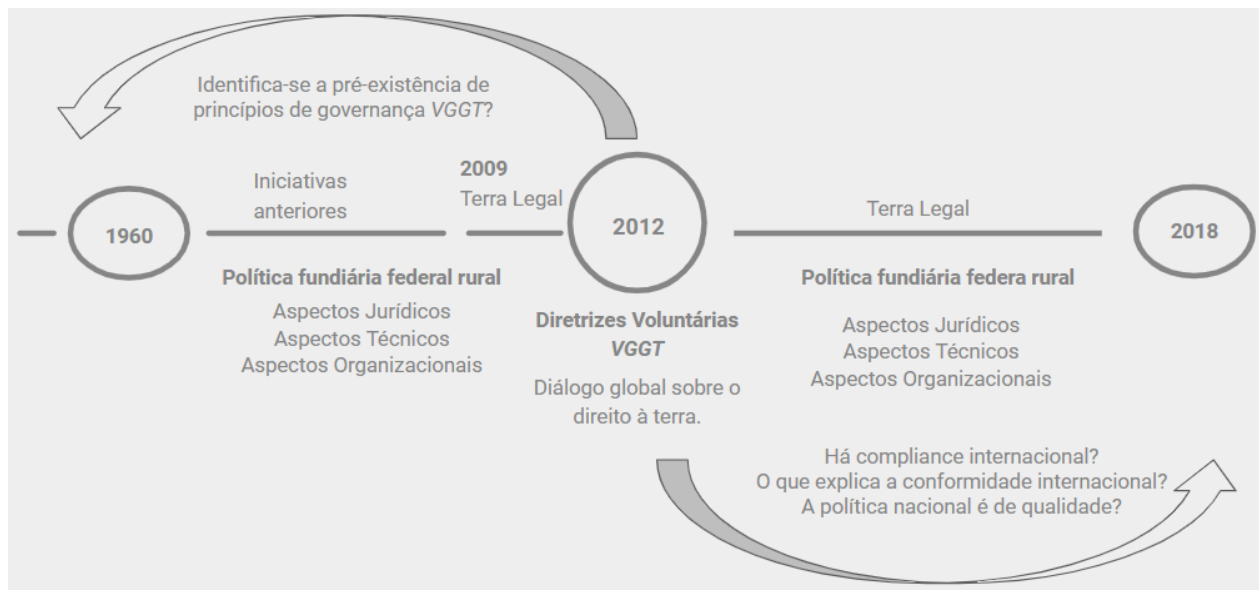 Identifica-se a pré-existência de
princípios de governança VGGT?
1960
Iniciativas
anteriores
2009
Terra Legal
2012
Terra Legal
2018
Política fundiária federal rural
Aspectos Jurídicos
Aspectos Técnicos
Aspectos Organizacionais
Diretrizes Voluntárias
VGGT
Diálogo global sobre o
direito à terra.
Política fundiária federa rural
Aspectos Jurídicos
Aspectos Técnicos
Aspectos Organizacionais
Há compliance internacional?
O que explica a conformidade internacional?
A política nacional é de qualidade?